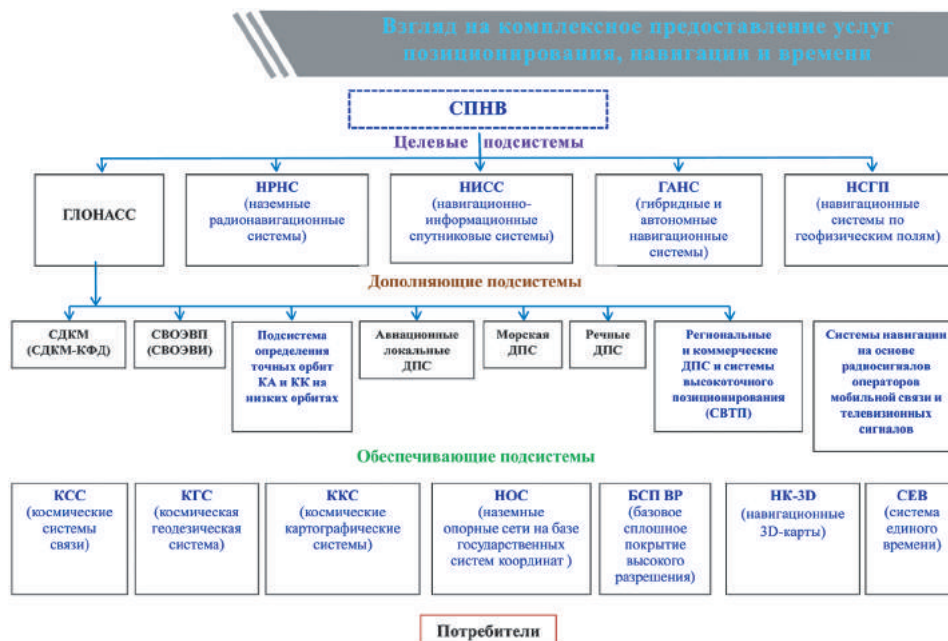 Взгляд на комплексное предоставление услуг
позиционирования, навигации и времени
СПНВ
Целевые подсистемы
ГЛОНАСС
НРНС
(наземные
радионавигационные
системы)
НИСС
(навигационно-
информационные
спутниковые системы)
ГАНС
(гибридные и
автономные
навигационные
системы)
НСГП
(навигационные
системы по
геофизическим полям)
Дополняющие подсистемы
СДКМ
(СДКМ-КФД)
СВОЭВП
(СВОЭВИ)
Подсистема
определения
точных орбит
КА и КК на
низких орбитах
Авиационные
локальные
ДПС
Морская
ДПС
Речные
ДПС
Региональные
и коммерческие
ДПС и системы
высокоточного
позиционирования
(СВТП)
Системы навигации
на основе
радиосигналов
операторов
мобильной связи и
телевизионных
сигналов
Обеспечивающие подсистемы
КСС
(космические
системы
связи)
КГС
(космическая
геодезическая
система)
ККС
(космические
картографические
системы)
НОС
(наземные
опорные сети на базе
государственных
систем координат )
БСП ВР
(базовое
сплошное
покрытие
высокого
разрешения)
НК-3D
(навигационные
3D-карты)
СЕВ
(система
единого
времени)
Потребители